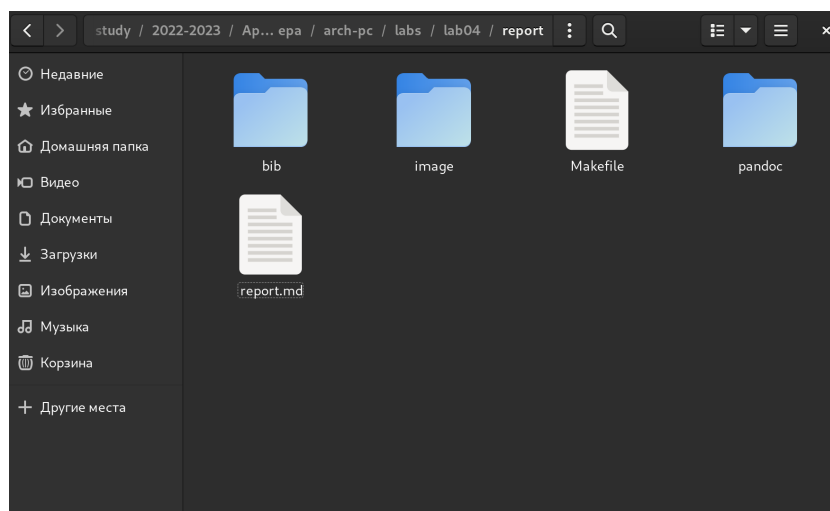 study / 2022-2023 / Ap… epa / arch-pc / labs / lab04 / report
Недавние
Избранные
Домашняя папка
Видео
Документы
Загрузки
Изображения
Музыка
Корзина
Другие места
bib
image
Makefile
pandoc
report.md